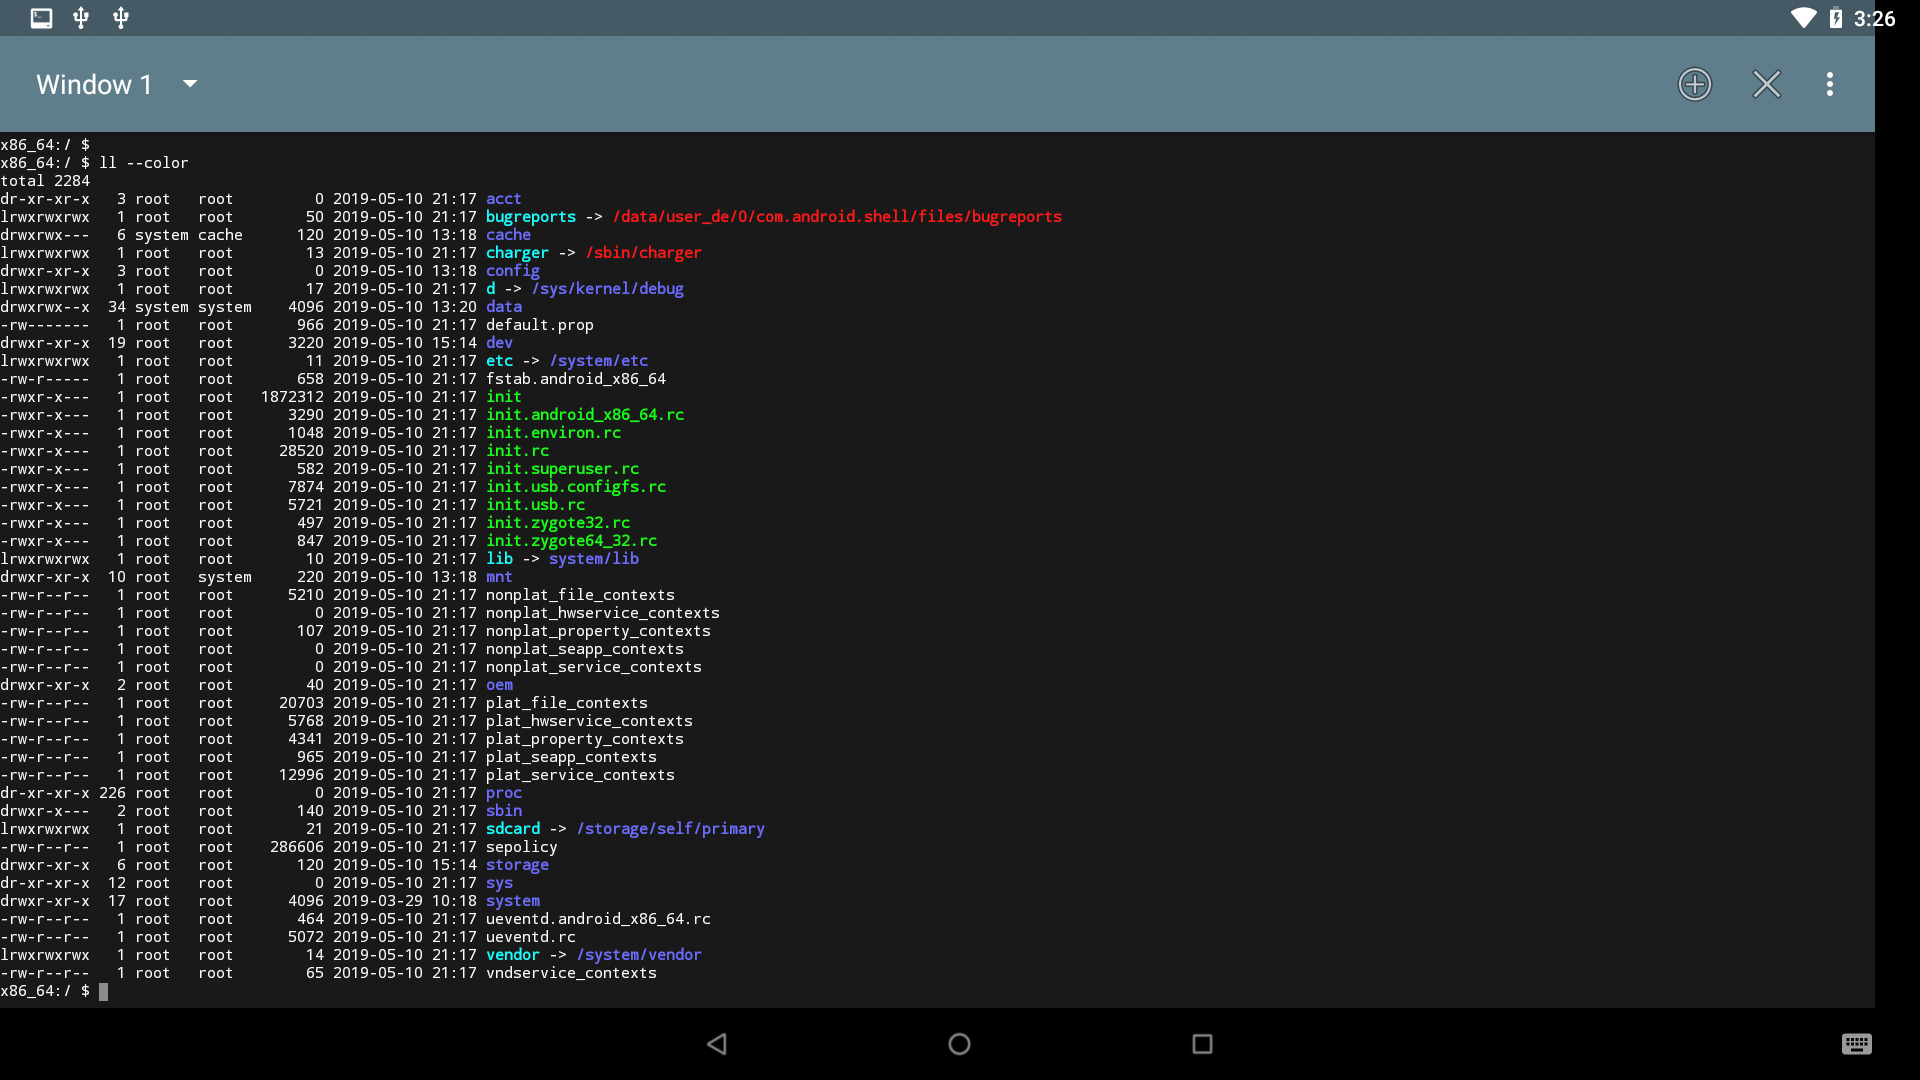 3:26
Window 1
x86_64:/ $
x86_64:/ $ ll --color
total 2284
dr-xr-xr-x   3 root   root         0 2019-05-10 21:17 acct
lrwxrwxrwx   1 root   root        50 2019-05-10 21:17 bugreports -> /data/user_de/0/com.android.shell/files/bugreports
drwxrwx---   6 system cache      120 2019-05-10 13:18 cache
lrwxrwxrwx   1 root   root        13 2019-05-10 21:17 charger -> /sbin/charger
drwxr-xr-x   3 root   root         0 2019-05-10 13:18 config
lrwxrwxrwx   1 root   root        17 2019-05-10 21:17 d -> /sys/kernel/debug
drwxrwx--x  34 system system    4096 2019-05-10 13:20 data
-rw-------   1 root   root       966 2019-05-10 21:17 default.prop
drwxr-xr-x  19 root   root      3220 2019-05-10 15:14 dev
lrwxrwxrwx   1 root   root        11 2019-05-10 21:17 etc -> /system/etc
-rw-r-----   1 root   root       658 2019-05-10 21:17 fstab.android_x86_64
-rwxr-x---   1 root   root   1872312 2019-05-10 21:17 init
-rwxr-x---   1 root   root      3290 2019-05-10 21:17 init.android_x86_64.rc
-rwxr-x---   1 root   root      1048 2019-05-10 21:17 init.environ.rc
-rwxr-x---   1 root   root     28520 2019-05-10 21:17 init.rc
-rwxr-x---   1 root   root       582 2019-05-10 21:17 init.superuser.rc
-rwxr-x---   1 root   root      7874 2019-05-10 21:17 init.usb.configfs.rc
-rwxr-x---   1 root   root      5721 2019-05-10 21:17 init.usb.rc
-rwxr-x---   1 root   root       497 2019-05-10 21:17 init.zygote32.rc
-rwxr-x---   1 root   root       847 2019-05-10 21:17 init.zygote64_32.rc
lrwxrwxrwx   1 root   root        10 2019-05-10 21:17 lib -> system/lib
drwxr-xr-x  10 root   system     220 2019-05-10 13:18 mnt
-rw-r--r--   1 root   root      5210 2019-05-10 21:17 nonplat_file_contexts
-rw-r--r--   1 root   root         0 2019-05-10 21:17 nonplat_hwservice_contexts
-rw-r--r--   1 root   root       107 2019-05-10 21:17 nonplat_property_contexts
-rw-r--r--   1 root   root         0 2019-05-10 21:17 nonplat_seapp_contexts
-rw-r--r--   1 root   root         0 2019-05-10 21:17 nonplat_service_contexts
drwxr-xr-x   2 root   root        40 2019-05-10 21:17 oem
-rw-r--r--   1 root   root     20703 2019-05-10 21:17 plat_file_contexts
-rw-r--r--   1 root   root      5768 2019-05-10 21:17 plat_hwservice_contexts
-rw-r--r--   1 root   root      4341 2019-05-10 21:17 plat_property_contexts
-rw-r--r--   1 root   root       965 2019-05-10 21:17 plat_seapp_contexts
-rw-r--r--   1 root   root     12996 2019-05-10 21:17 plat_service_contexts
dr-xr-xr-x 226 root   root         0 2019-05-10 21:17 proc
drwxr-x---   2 root   root       140 2019-05-10 21:17 sbin
lrwxrwxrwx   1 root   root        21 2019-05-10 21:17 sdcard -> /storage/self/primary
-rw-r--r--   1 root   root    286606 2019-05-10 21:17 sepolicy
drwxr-xr-x   6 root   root       120 2019-05-10 15:14 storage
dr-xr-xr-x  12 root   root         0 2019-05-10 21:17 sys
drwxr-xr-x  17 root   root      4096 2019-03-29 10:18 system
-rw-r--r--   1 root   root       464 2019-05-10 21:17 ueventd.android_x86_64.rc
-rw-r--r--   1 root   root      5072 2019-05-10 21:17 ueventd.rc
lrwxrwxrwx   1 root   root        14 2019-05-10 21:17 vendor -> /system/vendor
-rw-r--r--   1 root   root        65 2019-05-10 21:17 vndservice_contexts
x86_64:/ $